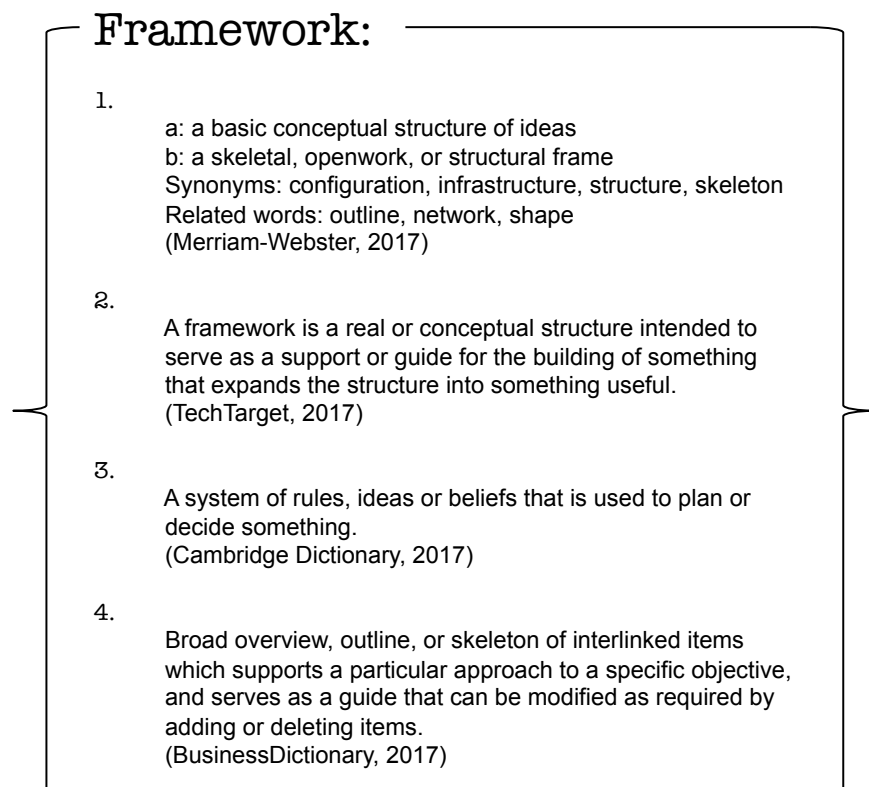 Framework:
1.
a: a basic conceptual structure of ideas
b: a skeletal, openwork, or structural frame
Synonyms: configuration, infrastructure, structure, skeleton
Related words: outline, network, shape
(Merriam-Webster, 2017)
2.
A framework is a real or conceptual structure intended to
serve as a support or guide for the building of something
that expands the structure into something useful.
(TechTarget, 2017)
3.
A system of rules, ideas or beliefs that is used to plan or
decide something.
(Cambridge Dictionary, 2017)
4.
Broad overview, outline, or skeleton of interlinked items
which supports a particular approach to a specific objective,
and serves as a guide that can be modified as required by
adding or deleting items.
(BusinessDictionary, 2017)